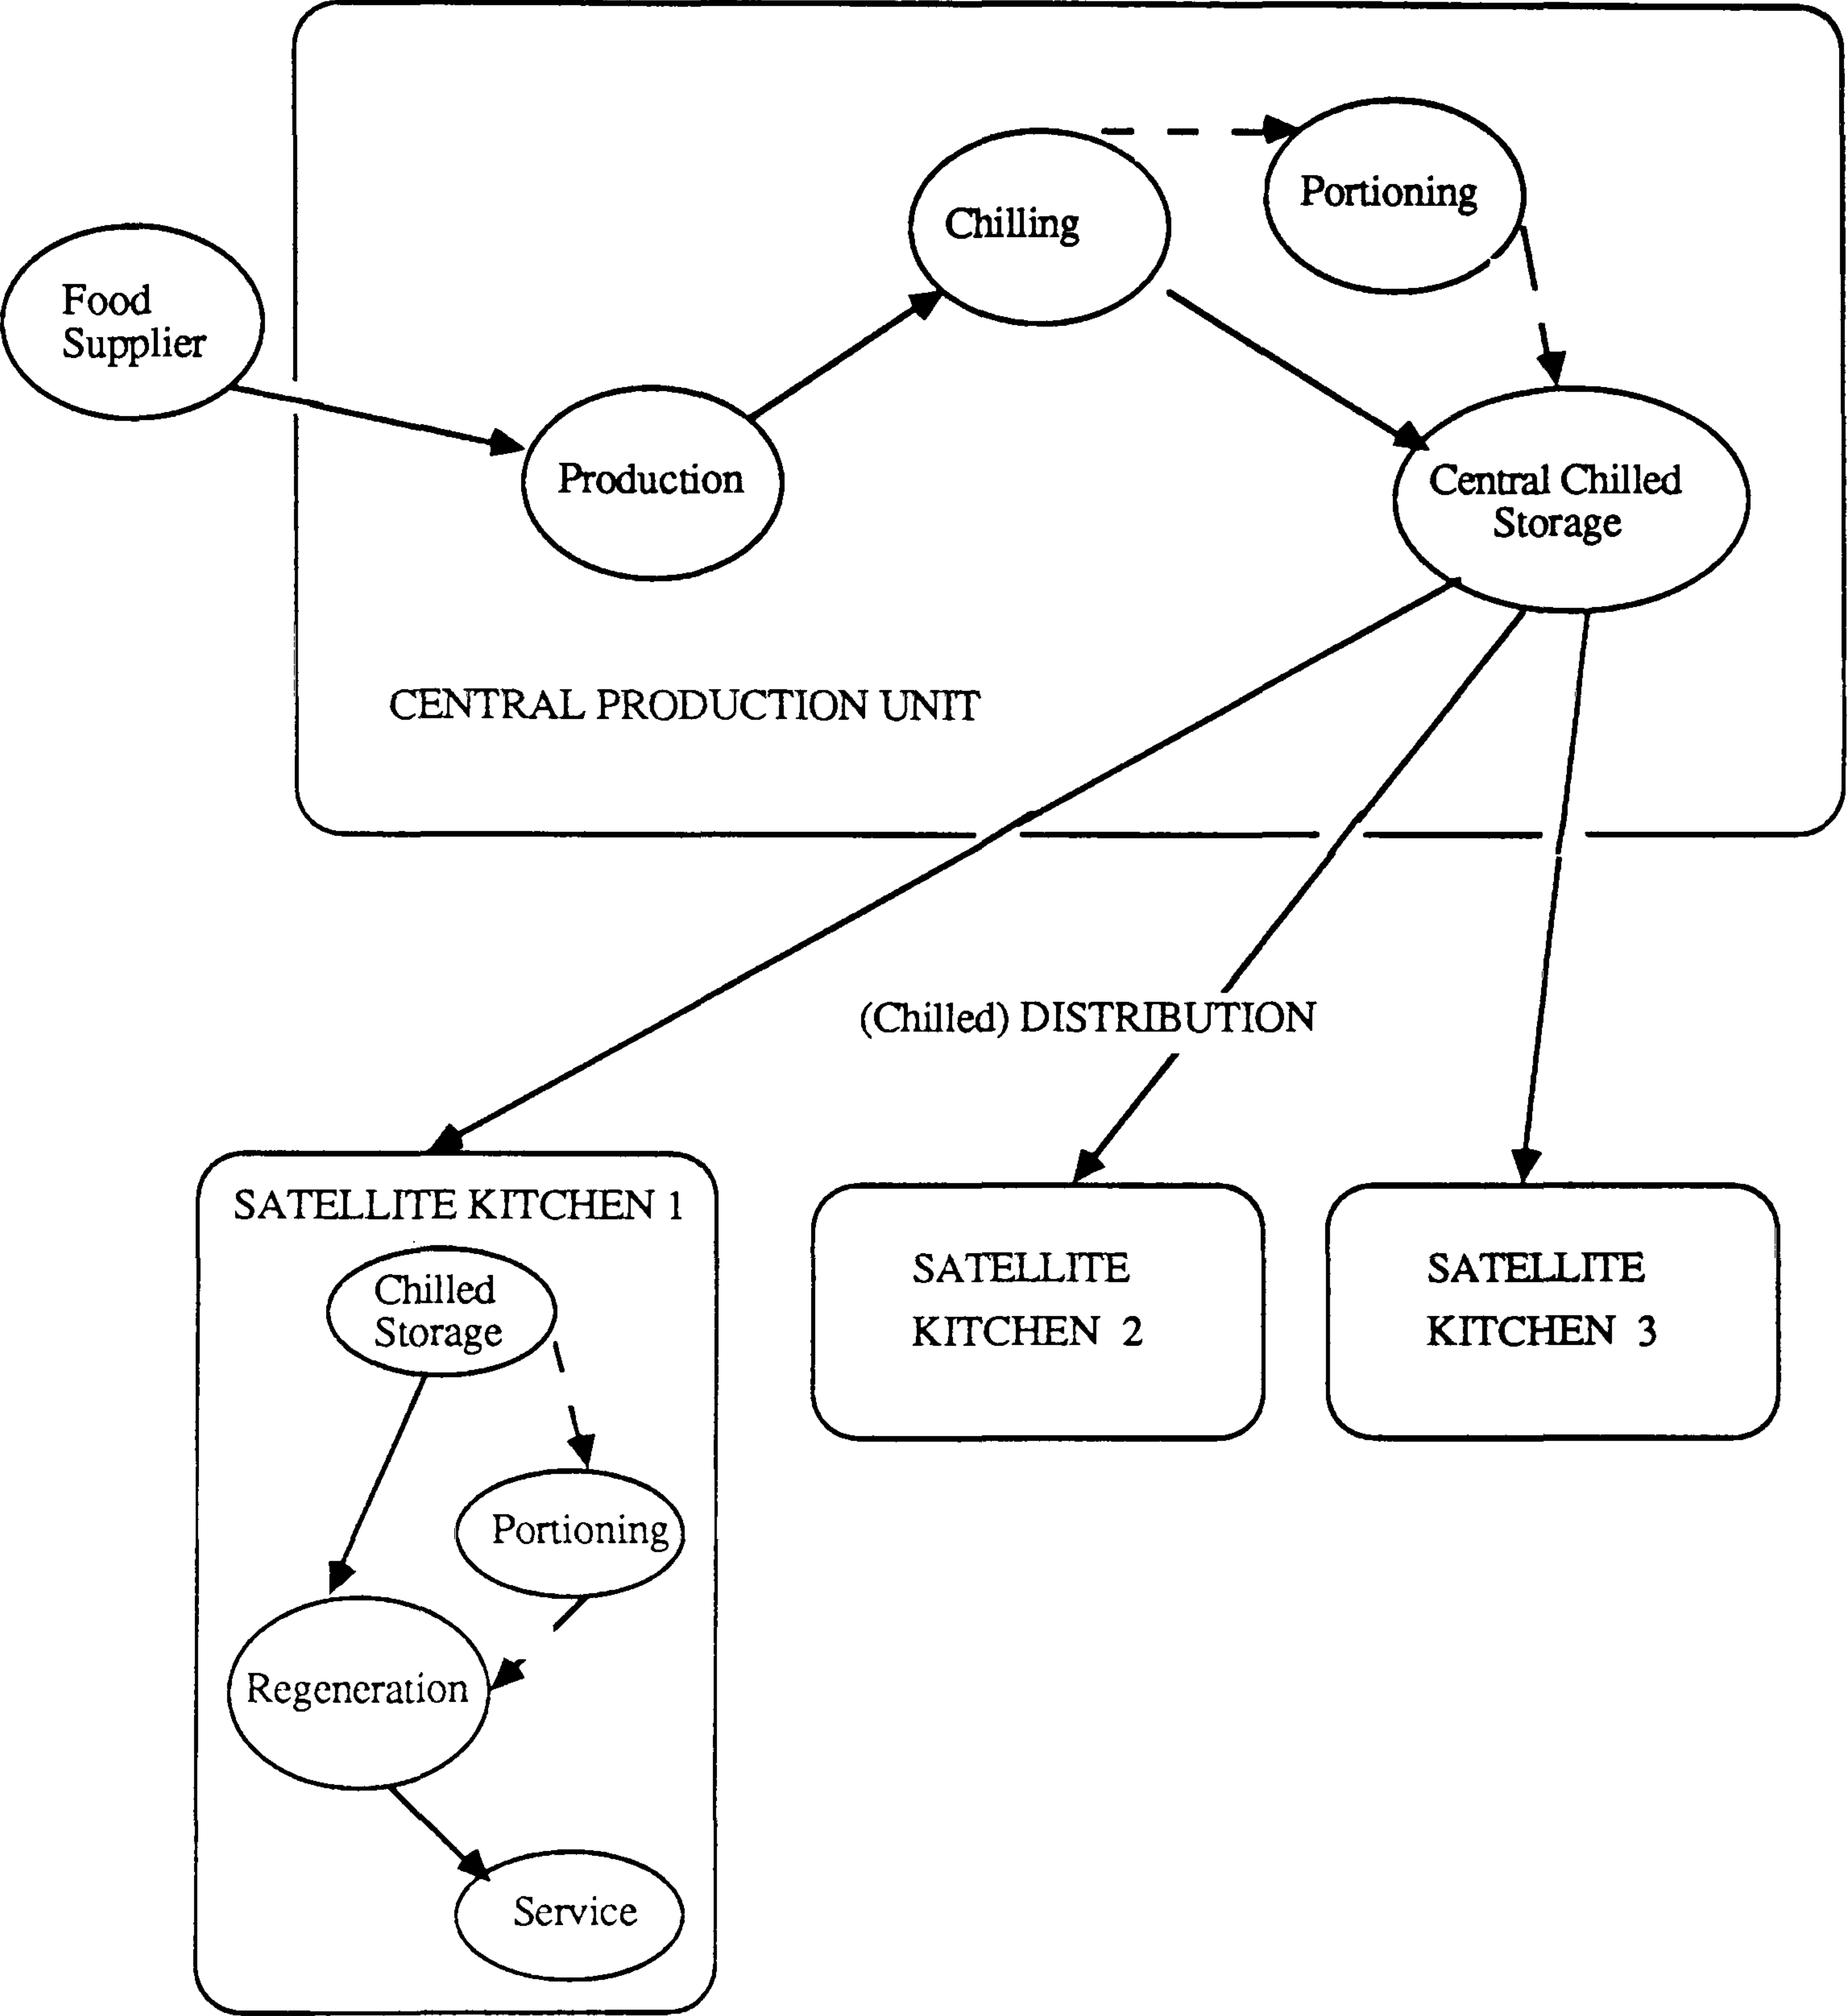 Portioning
Chilling
Food
Supplier
Production
Central Chilled
Storage
CENTRAL PRODUCTION UNIT
(Chilled) DISTRIBUTION
SATELLITE KITCHEN 1
Chilled
Storage
Portioning
Regeneration
Service
SATELLITE
KITCHEN 2
SATELLITE
KITCHEN 3